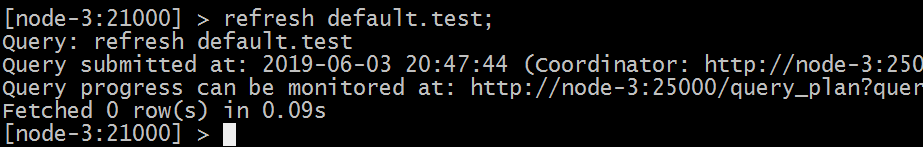 [node-3:21000] > refresh default.test;
Query: refresh default.test
Query submitted at: 2019-06-03 20:47:44 (Coordinator: http://node-3:250
Query progress can be monitored at: http://node-3:25000/query_plan?quer
Fetched 0 row(s) in 0.09s
[node-3:21000] >